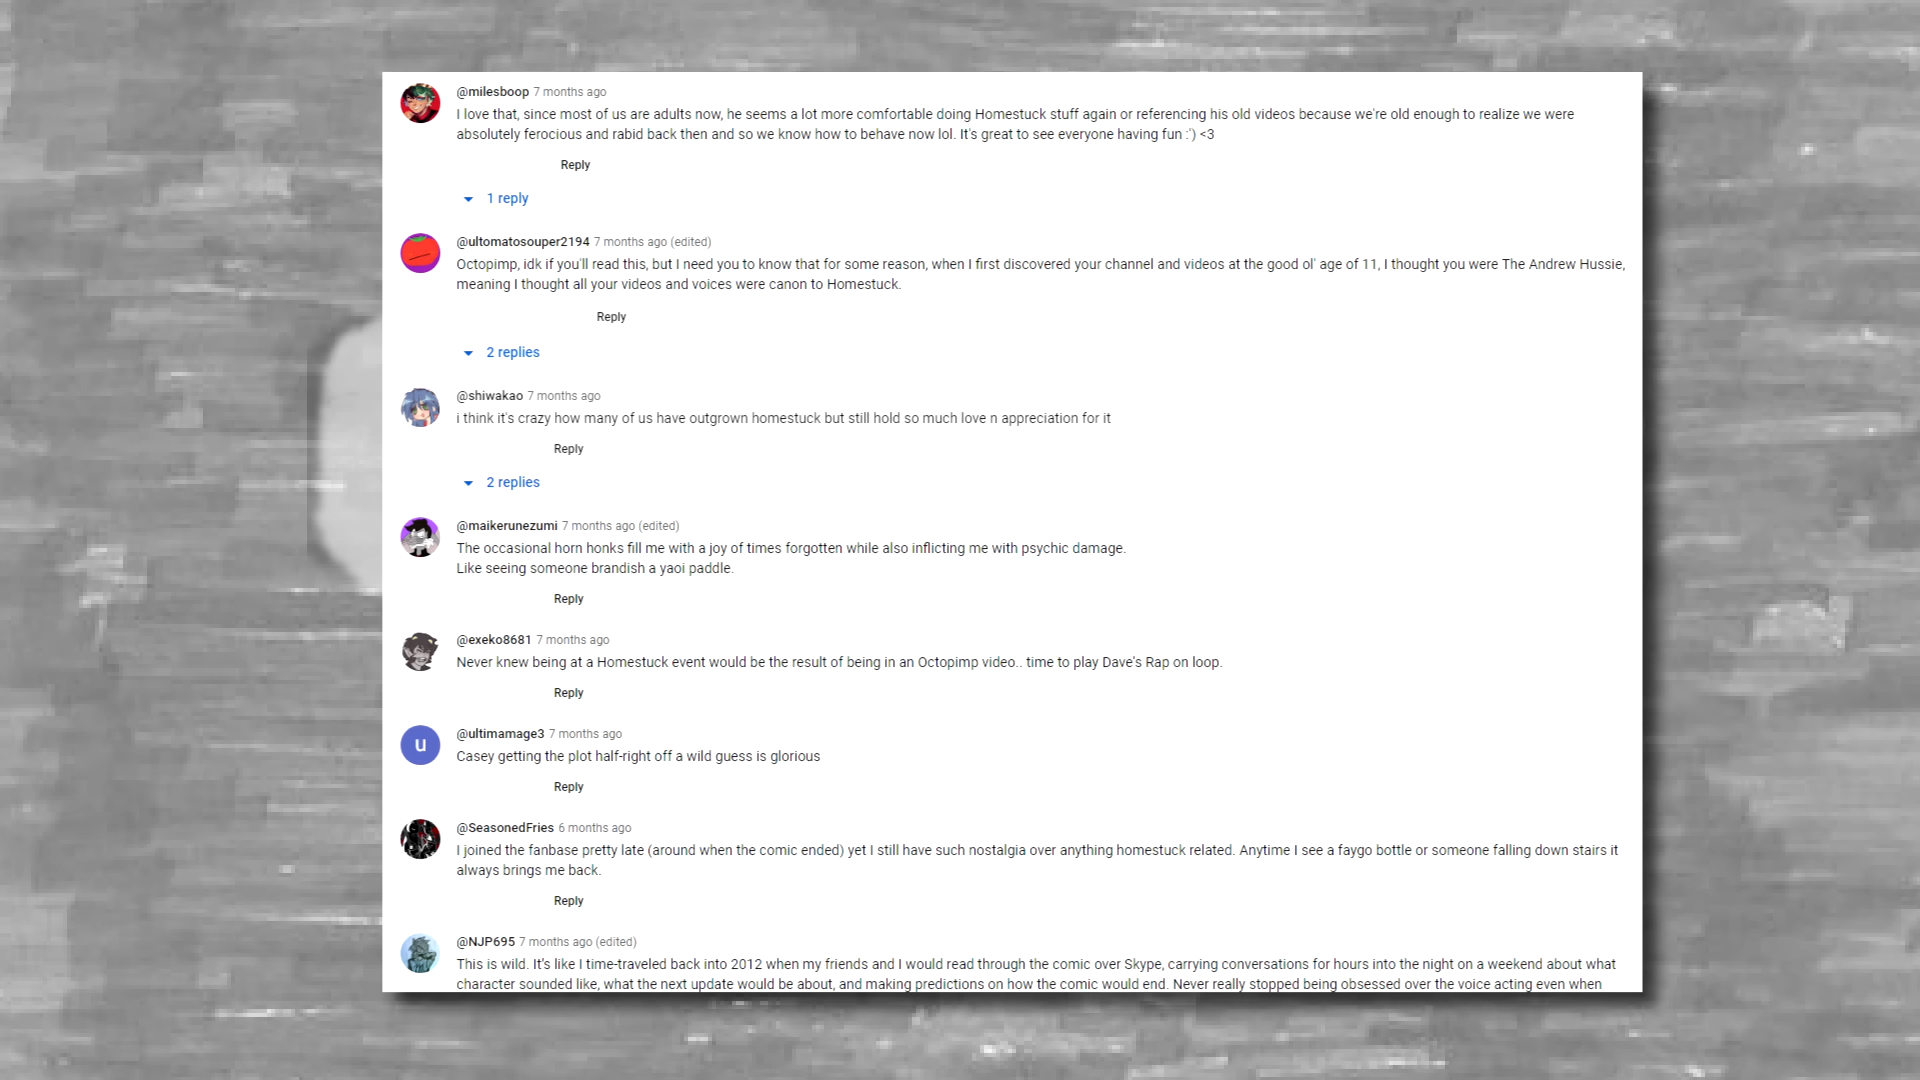 @milesboop 7 months ago
I love that, since most of us are adults now, he seems a lot more comfortable doing Homestuck stuff again or referencing his old videos because we're old enough to realize we were
absolutely ferocious and rabid back then and so we know how to behave now lol. It's great to see everyone having fun :') <3
Reply
1 reply
@ultomatosouper2194 7 months ago (edited)
Octopimp, idk if you'll read this, but I need you to know that for some reason, when I first discovered your channel and videos at the good ol' age of 11, I thought you were The Andrew Hussie,
meaning I thought all your videos and voices were canon to Homestuck.
Reply
2 replies
@shiwakao 7 months ago
i think it's crazy how many of us have outgrown homestuck but still hold so much love n appreciation for it
Reply
2 replies
@maikerunezumi 7 months ago (edited)
The occasional horn honks fill me with a joy of times forgotten while also inflicting me with psychic damage.
Like seeing someone brandish a yaoi paddle.
Reply
@exeko8681 7 months ago
Never knew being at a Homestuck event would be the result of being in an Octopimp video.. time to play Dave's Rap on loop.
Reply
u
@ultimamage3 7 months ago
Casey getting the plot half-right off a wild guess is glorious
Reply
@SeasonedFries 6 months ago
I joined the fanbase pretty late (around when the comic ended) yet I still have such nostalgia over anything homestuck related. Anytime I see a faygo bottle or someone falling down stairs it
always brings me back.
Reply
@NJP695 7 months ago (edited)
This is wild. It's like I time-traveled back into 2012 when my friends and I would read through the comic over Skype, carrying conversations for hours into the night on a weekend about what
character sounded like, what the next update would be about, and making predictions on how the comic would end. Never really stopped being obsessed over the voice acting even when